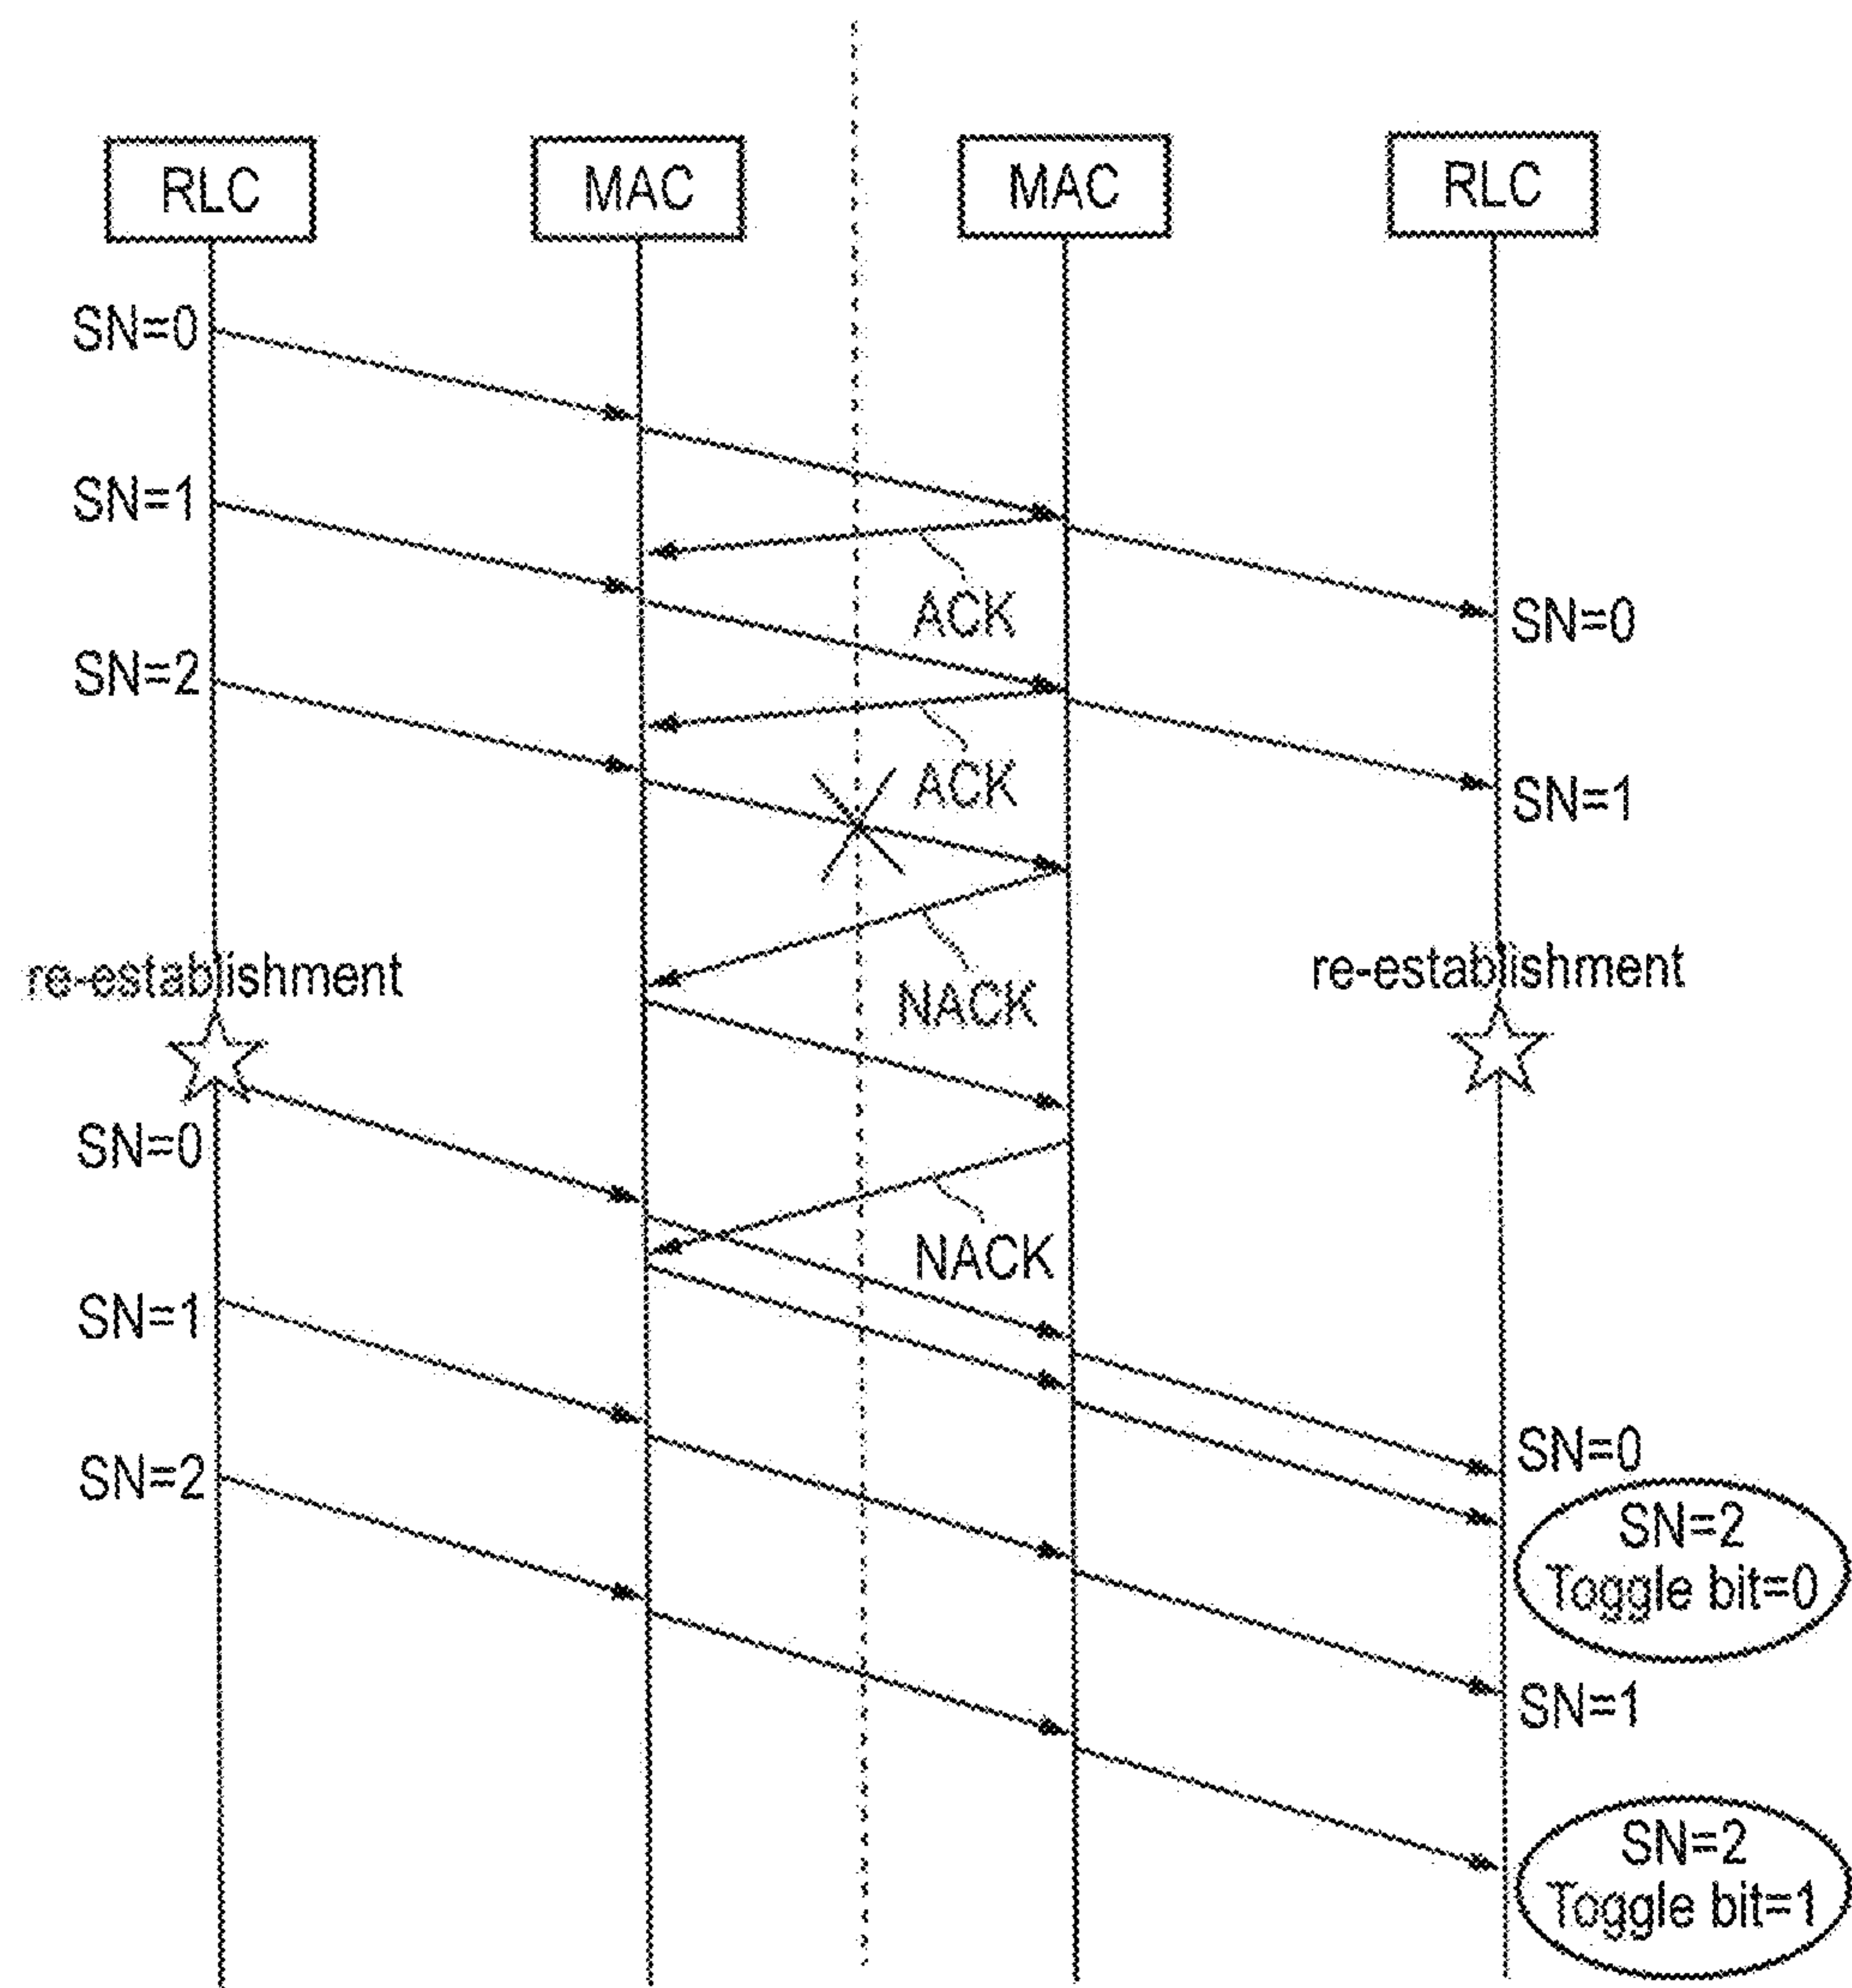 RLC
MAC
MAC
RLC
SN=0
SN=1
ACK
SN=0
SN=2
ACK
SN=1
re-establishment
re-establishment
NACK
SN=0
NACK
SN=1
SN=0
SN=2
SN=2
Toggle bit=0
SN=1
SN=2
Toggle bit=1